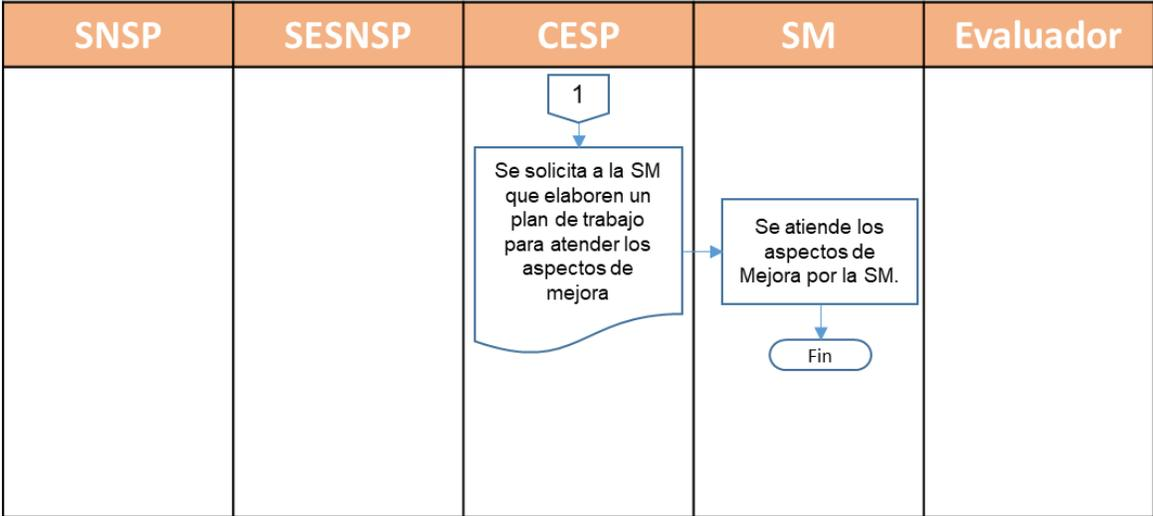 SNSP
SESNSP
CESP
SM
Evaluador
1
Se solicita a la SM
que elaboren un
plan de trabajo
para atender los
aspectos de
mejora
Se atiende los
aspectos de
Mejora por la SM.
Fin